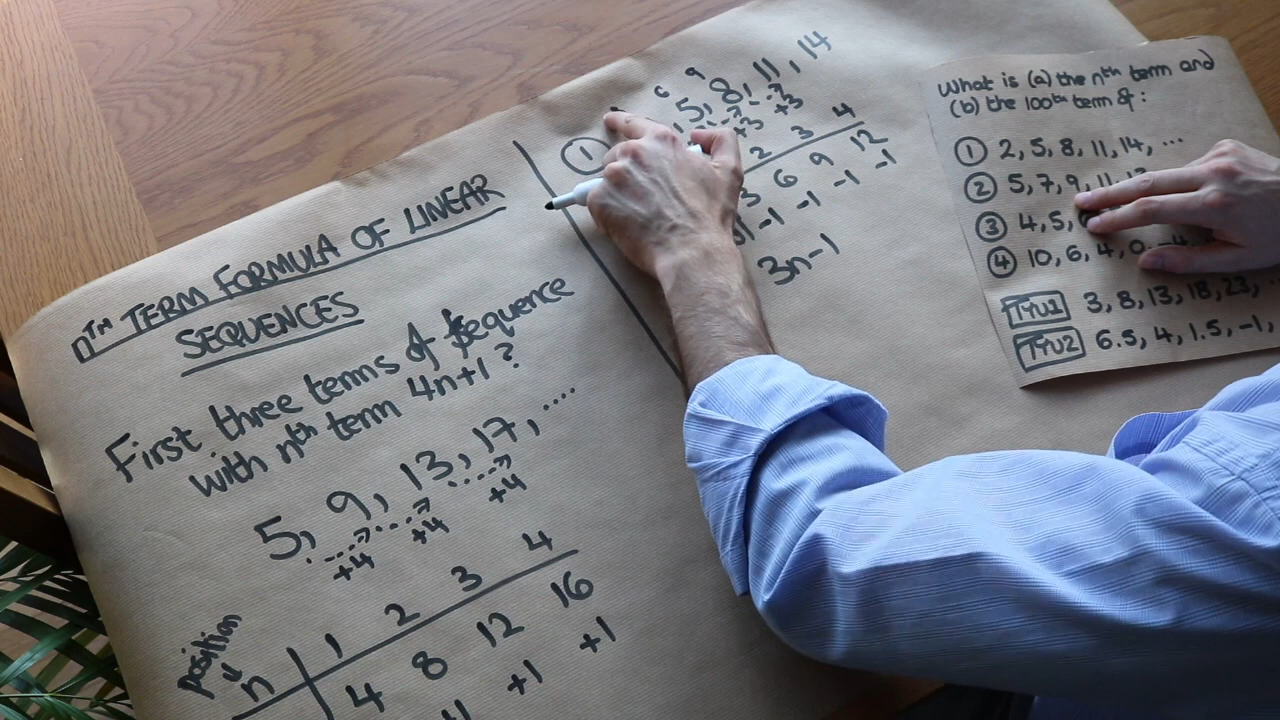 nTH TERM FORMULA OF LINEAR
SEQUENCES
First three terms of sequence
with nth term 4n+1?
5, 9, 13, 17, ....
+4 +4 +4
position
n 1 2 3 4
4 8 12 16
+1 +1
1
6 9
5, 8, 11, 14
+3 +3
2 3 4
3 6 9 12
-1 -1 -1 -1
3n-1
What is (a) the nth term and
(b) the 100th term of:
1 2, 5, 8, 11, 14, ...
2 5, 7, 9, 11,
3 4, 5,
4 10, 6, 4, 0, -4,
TYU1 3, 8, 13, 18, 23,
TYU2 6.5, 4, 1.5, -1,